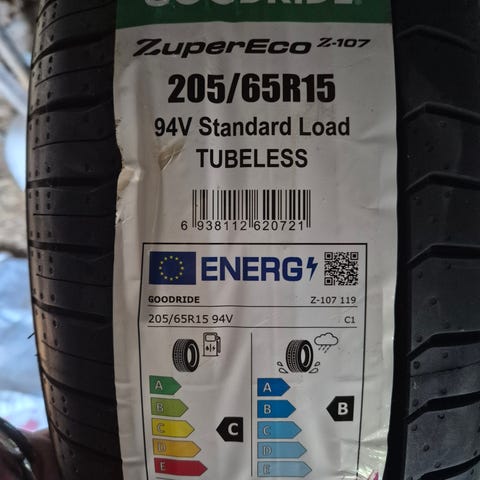 GOODRIDE
ZuperEco Z-107
205/65R15
94V Standard Load
TUBELESS
6 938112 620721
ENERG
GOODRIDE Z-107 119
205/65R15 94V C1
A A
B B B
C C C
D D
E E